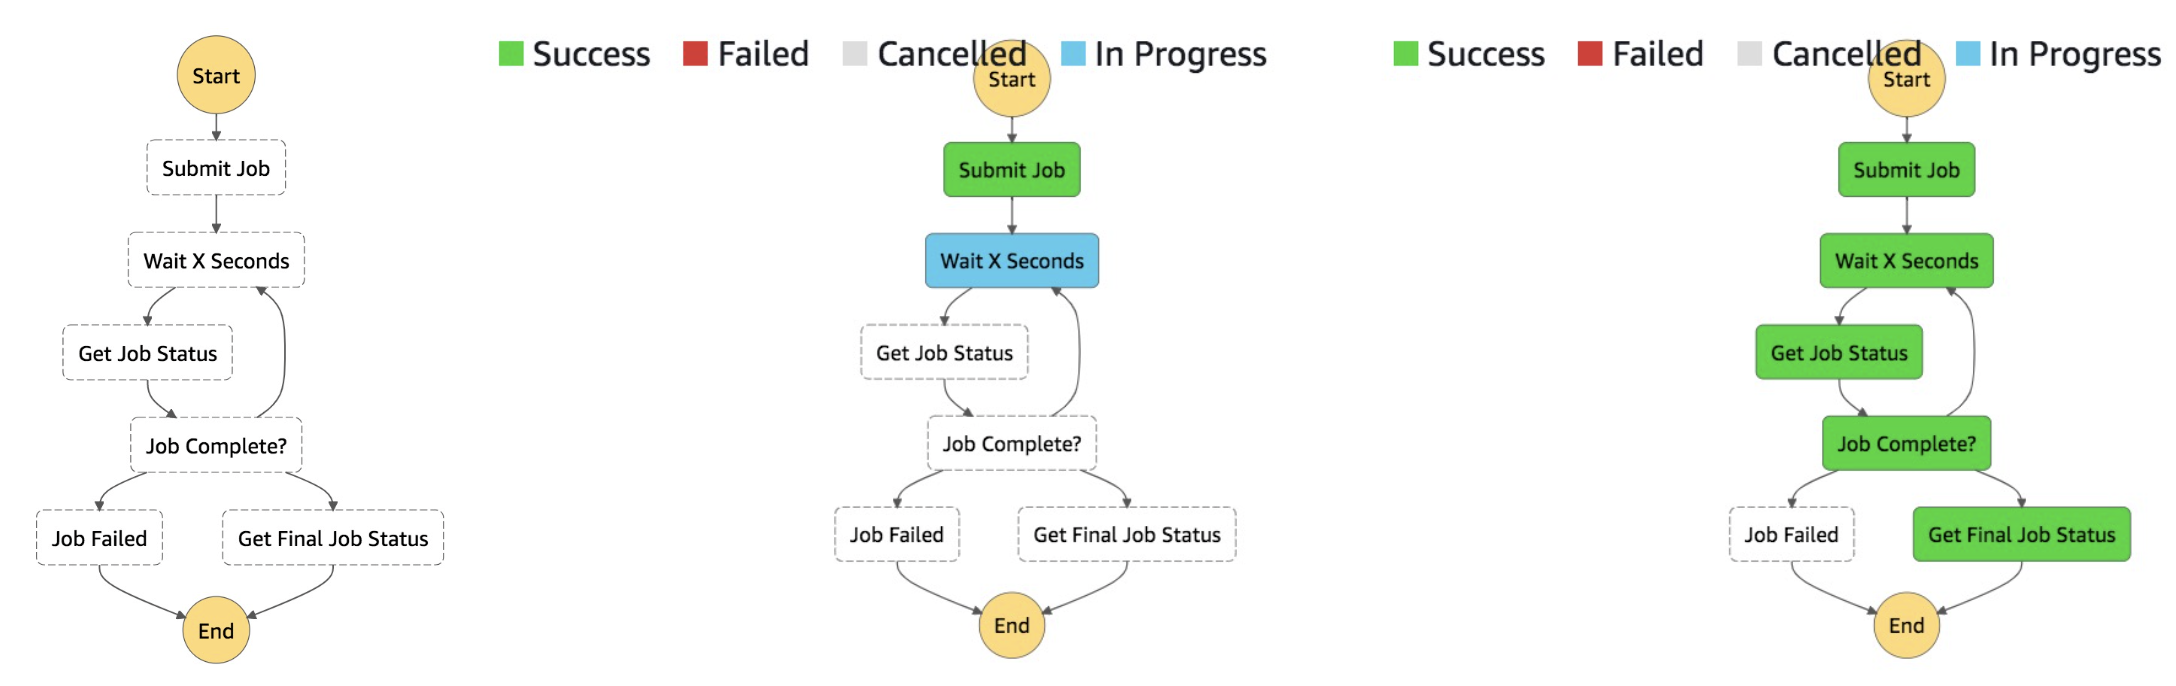 Start
Submit Job
Wait X Seconds
Get Job Status
Job Complete?
Job Failed
Get Final Job Status
End
Success
Failed
Cancelled
In Progress
Start
Submit Job
Wait X Seconds
Get Job Status
Job Complete?
Job Failed
Get Final Job Status
End
Success
Failed
Cancelled
In Progress
Start
Submit Job
Wait X Seconds
Get Job Status
Job Complete?
Job Failed
Get Final Job Status
End